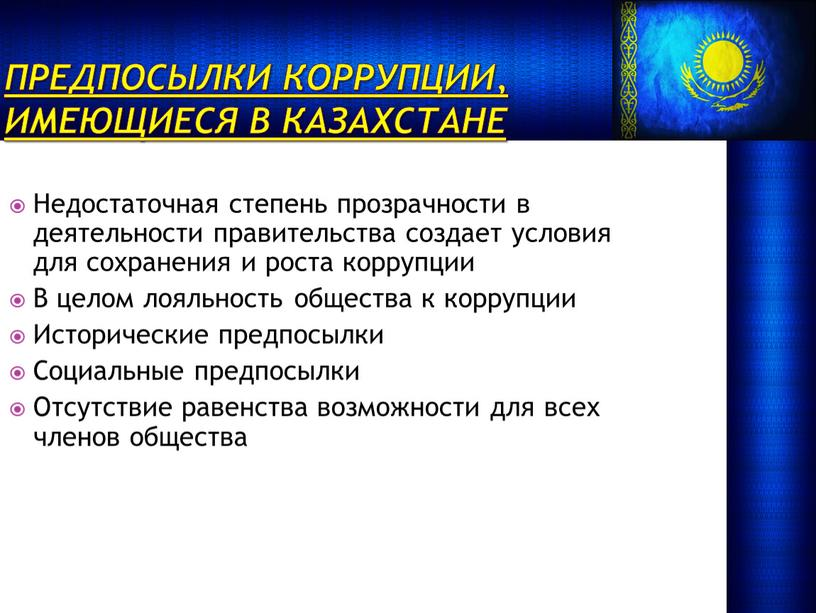 ПРЕДПОСЫЛКИ КОРРУПЦИИ,
ИМЕЮЩИЕСЯ В КАЗАХСТАНЕ
Недостаточная степень прозрачности в
деятельности правительства создает условия
для сохранения и роста коррупции
В целом лояльность общества к коррупции
Исторические предпосылки
Социальные предпосылки
Отсутствие равенства возможности для всех
членов общества